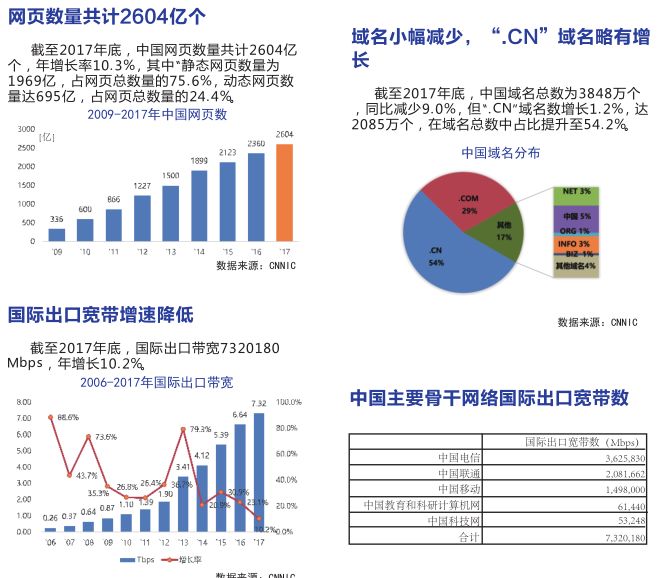 网页数量共计2604亿个
截至2017年底，中国网页数量共计2604亿
个，年增长率10.3%，其中“静态网页数量为
1969亿，占网页总数量的75.6%，动态网页数
量达695亿，占网页总数量的24.4%。
2009-2017年中国网页数
[亿]
3000
2500
2000
1500
1000
500
0
336
600
866
1227
1500
1899
2123
2360
2604
'09 '10 '11 '12 '13 '14 '15 '16 '17
数据来源：CNNIC
国际出口宽带增速降低
截至2017年底，国际出口宽带7320180
Mbps，年增长10.2%。
2006-2017年国际出口宽带
8.00
7.00
6.00
5.00
4.00
3.00
2.00
1.00
0.00
100.0%
80.0%
60.0%
40.0%
20.0%
0.0%
0.26 0.37 0.64 0.87 1.10 1.39 1.90 3.41 4.12 5.39 6.64 7.32
88.6% 43.7% 73.6% 35.3% 26.8% 26.4% 36.7% 79.3% 20.9% 30.9% 23.1% 10.2%
'06 '07 '08 '09 '10 '11 '12 '13 '14 '15 '16 '17
Tbps 增长率
数据来源：CNNIC
域名小幅减少，“.CN”域名略有增
长
截至2017年底，中国域名总数为3848万个
，同比减少9.0%，但“.CN”域名数增长1.2%，达
2085万个，在域名总数中占比提升至54.2%。
中国域名分布
.COM
29%
其他
17%
.CN
54%
NET 3%
中国 5%
ORG 1%
INFO 3%
BIZ 1%
其他域名4%
数据来源：CNNIC
中国主要骨干网络国际出口宽带数
国际出口宽带数（Mbps）
中国电信 3,625,830
中国联通 2,081,662
中国移动 1,498,000
中国教育和科研计算机网 61,440
中国科技网 53,248
合计 7,320,180